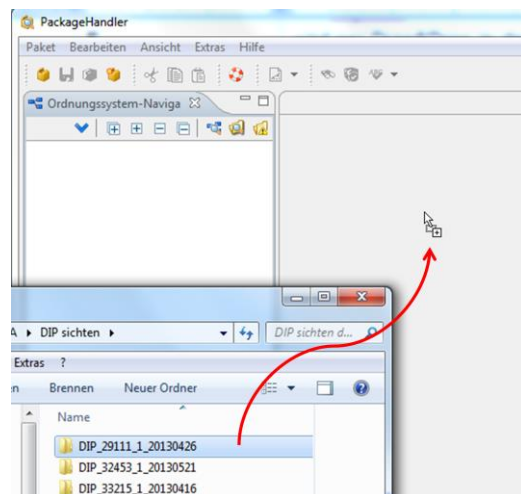 PackageHandler
Paket Bearbeiten Ansicht Extras Hilfe
Ordnungssystem-Naviga
A ▸ DIP sichten ▸ DIP sichten d...
Extras ?
en Brennen Neuer Ordner
Name
DIP_29111_1_20130426
DIP_32453_1_20130521
DIP_33215_1_20130416